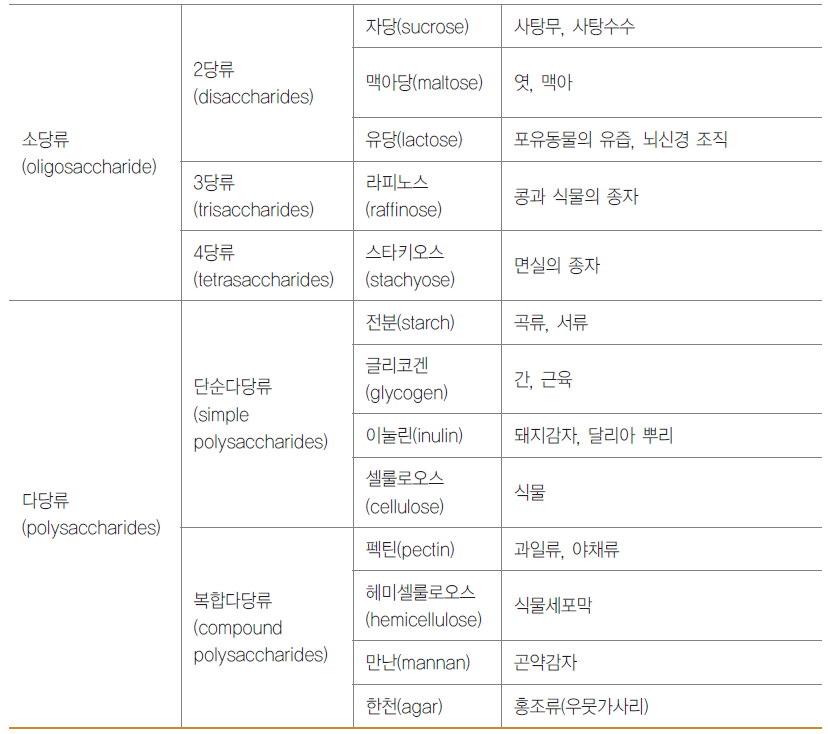 소당류
(oligosaccharide)
2당류
(disaccharides)
자당(sucrose)
사탕무, 사탕수수
맥아당(maltose)
엿, 맥아
유당(lactose)
포유동물의 유즙, 뇌신경 조직
3당류
(trisaccharides)
라피노스
(raffinose)
콩과 식물의 종자
4당류
(tetrasaccharides)
스타키오스
(stachyose)
면실의 종자
다당류
(polysaccharides)
단순다당류
(simple
polysaccharides)
전분(starch)
곡류, 서류
글리코겐
(glycogen)
간, 근육
이눌린(inulin)
돼지감자, 달리아 뿌리
셀룰로오스
(cellulose)
식물
복합다당류
(compound
polysaccharides)
펙틴(pectin)
과일류, 야채류
헤미셀룰로오스
(hemicellulose)
식물세포막
만난(mannan)
곤약감자
한천(agar)
홍조류(우뭇가사리)